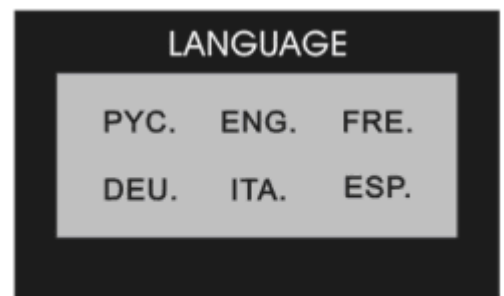 LANGUAGE
РУС. ENG. FRE.
DEU. ITA. ESP.